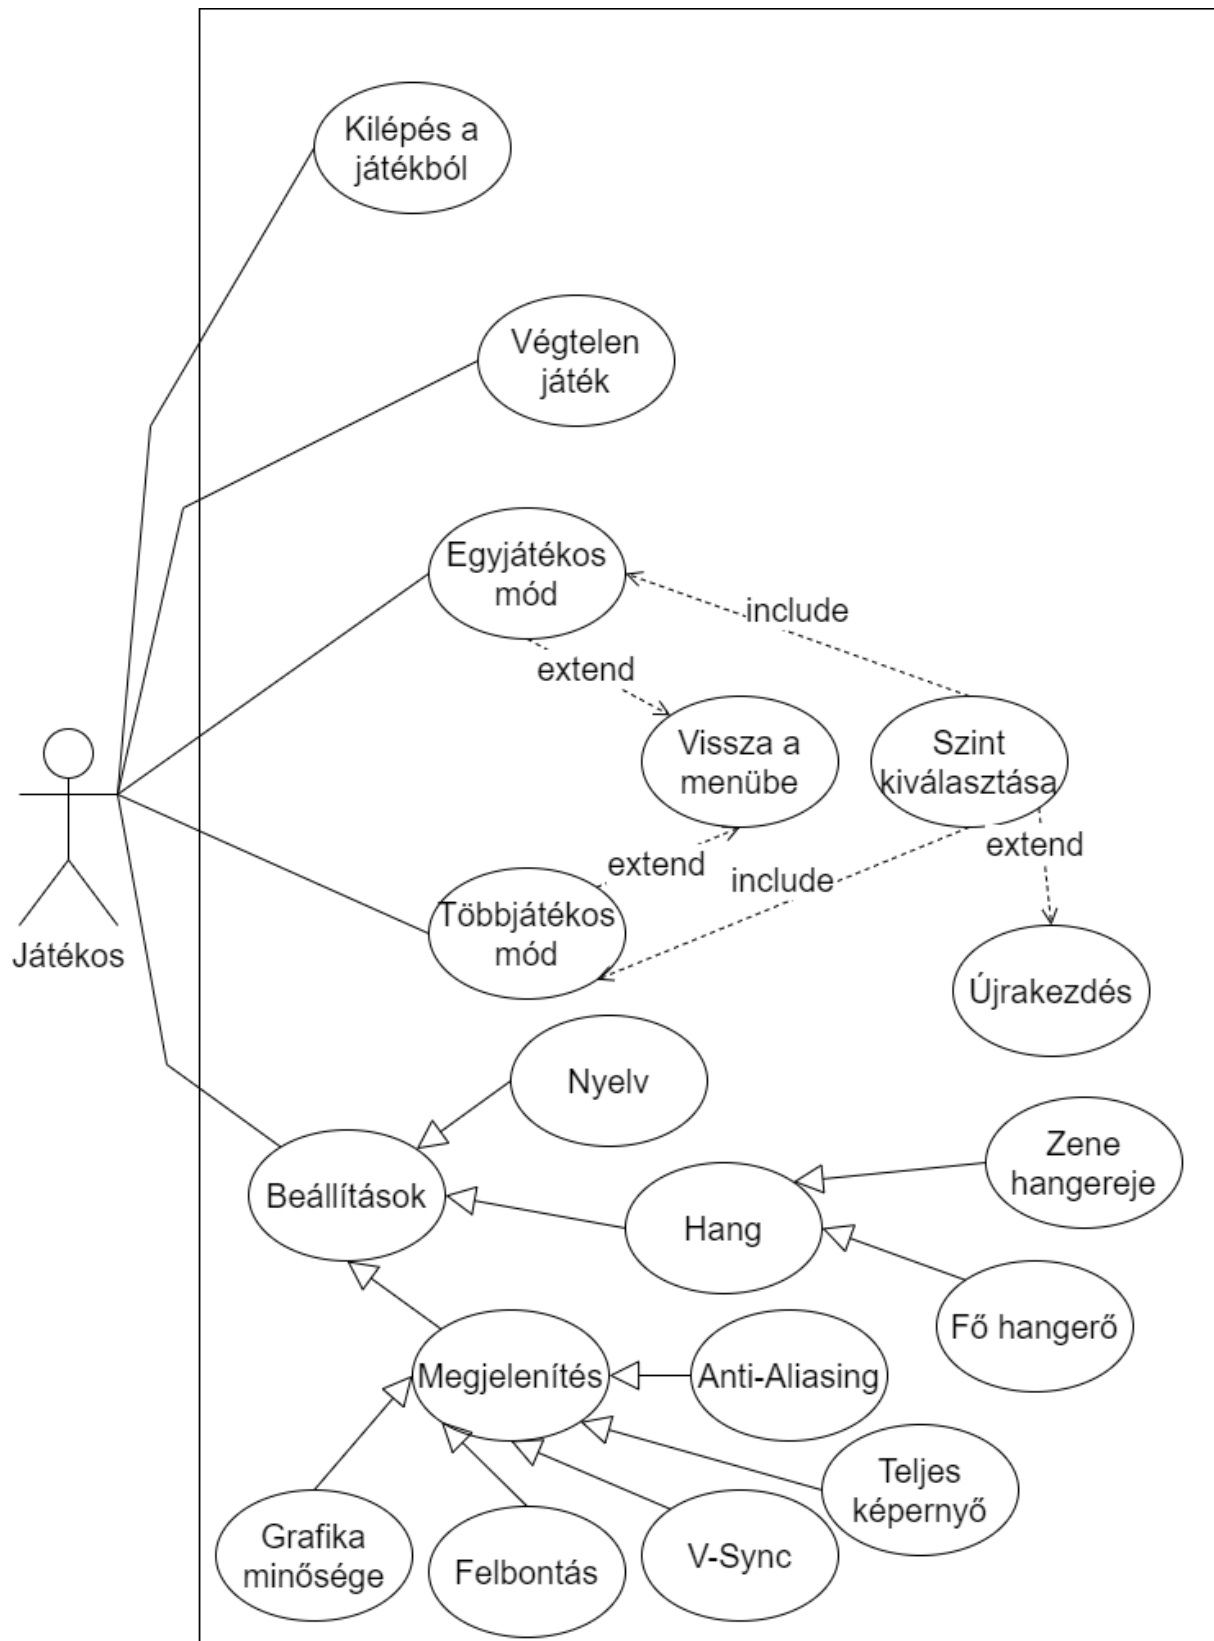 Kilépés a
játékból
Végtelen
játék
Egyjátékos
mód
include
extend
Vissza a
menübe
Szint
kiválasztása
extend
extend
include
Többjátékos
mód
Játékos
Újrakezdés
Nyelv
Zene
hangereje
Beállítások
Hang
Fő hangerő
Megjelenítés
Anti-Aliasing
Teljes
képernyő
Grafika
minősége
Felbontás
V-Sync